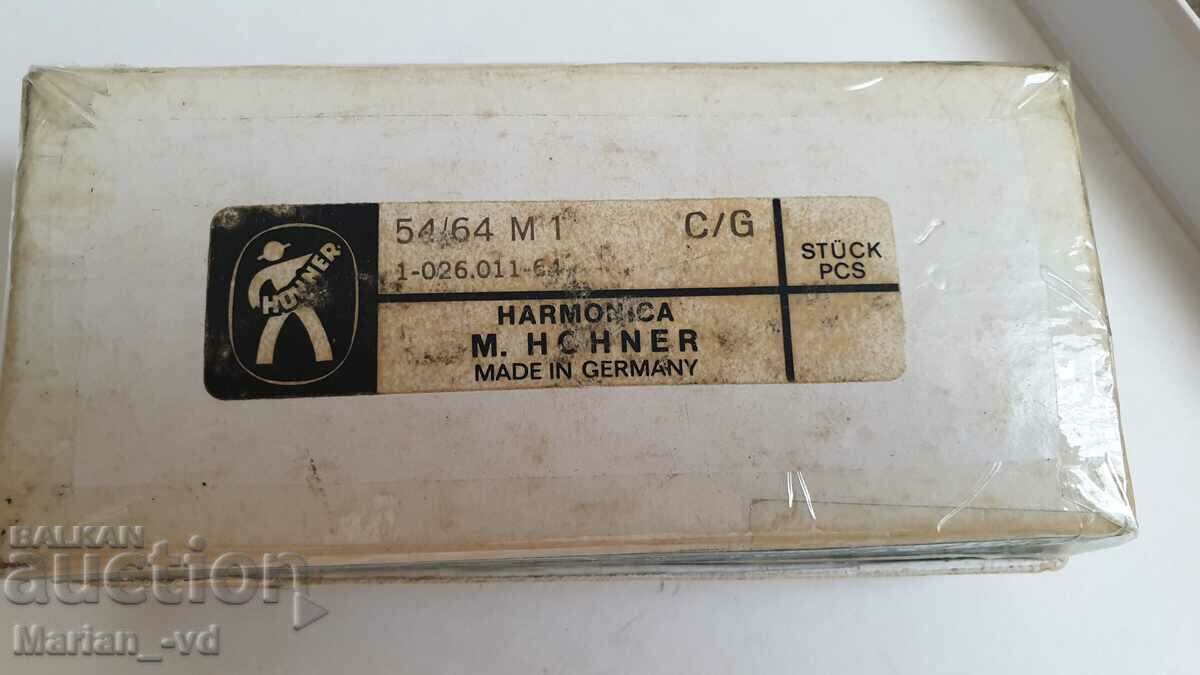 54/64 M 1 C/G
1-026.011-64
STÜCK
PCS
HOHNER
HARMONICA
M. HOHNER
MADE IN GERMANY
BALKAN
auction
Marian_-vd